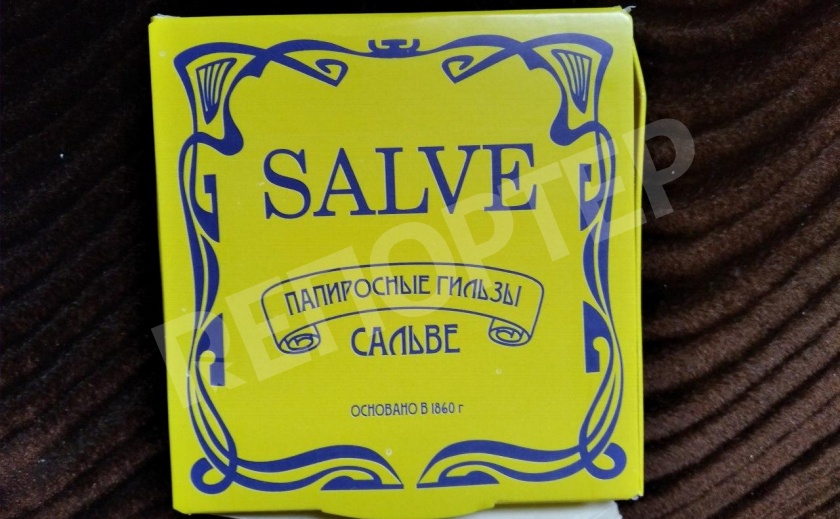 SALVE
ПАПИРОСНЫЕ ГИЛЬЗЫ
САЛЬВЕ
ОСНОВАНО В 1860 г
РЕПОРТЕР